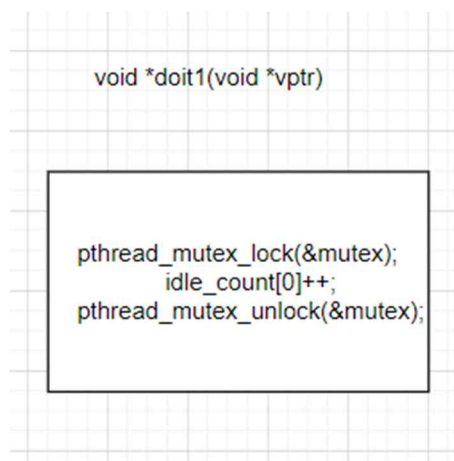 void *doit1(void *vptr)
pthread_mutex_lock(&mutex);
idle_count[0]++;
pthread_mutex_unlock(&mutex);